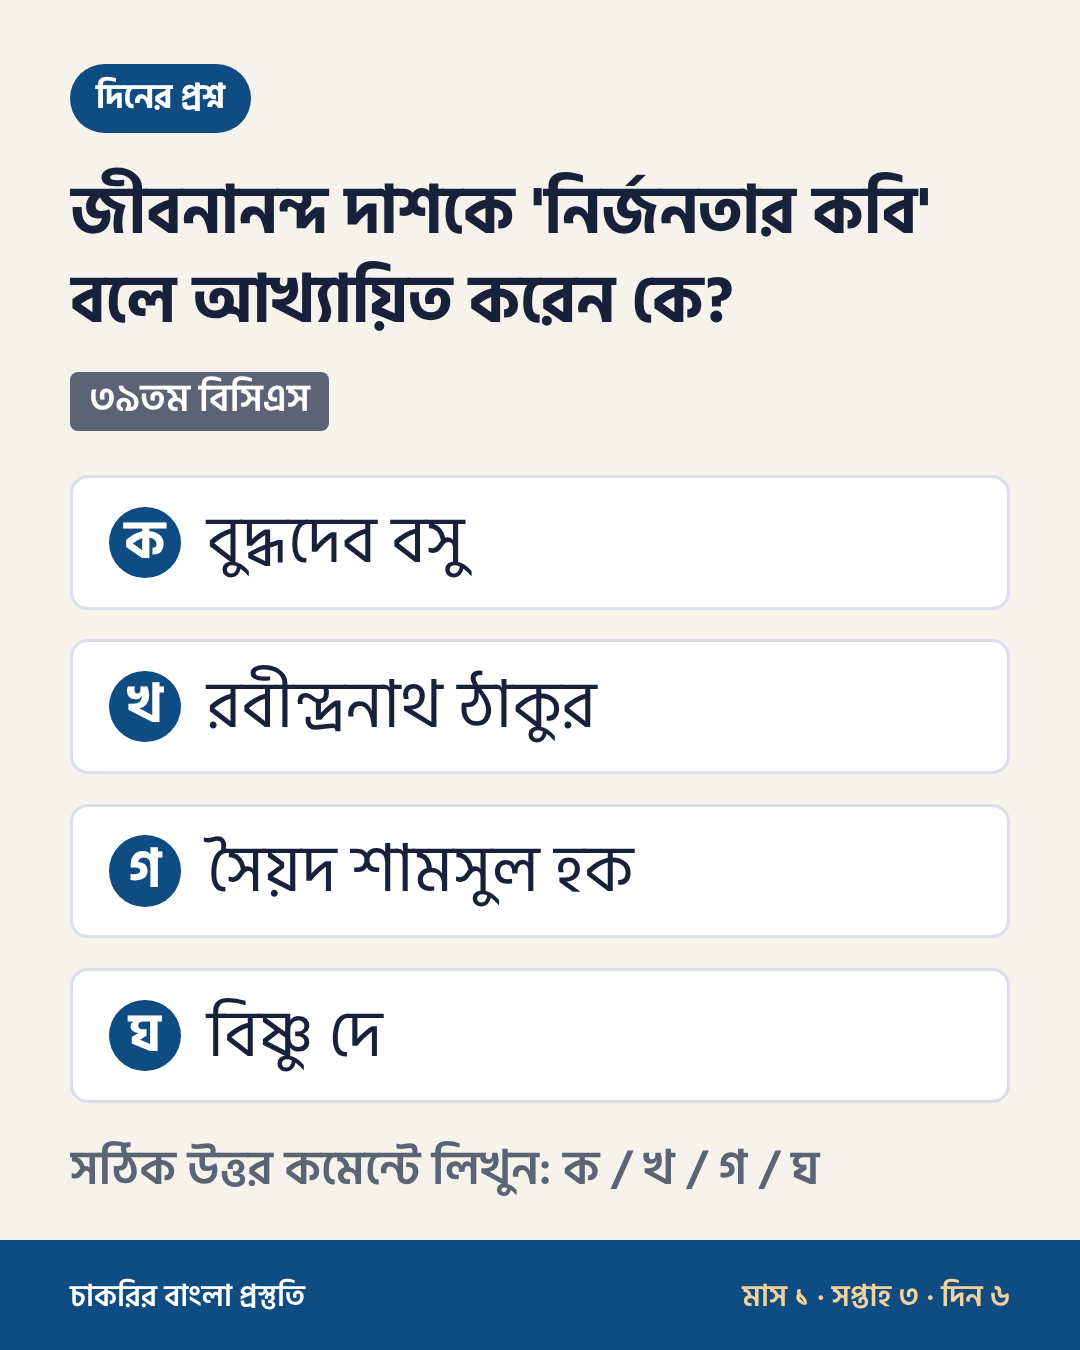 দিনের প্রশ্ন
জীবনানন্দ দাশকে 'নির্জনতার কবি'
বলে আখ্যায়িত করেন কে?
৩৯তম বিসিএস
ক বুদ্ধদেব বসু
খ রবীন্দ্রনাথ ঠাকুর
গ সৈয়দ শামসুল হক
ঘ বিষ্ণু দে
সঠিক উত্তর কমেন্টে লিখুন: ক / খ / গ / ঘ
চাকরির বাংলা প্রস্তুতি
মাস ১ · সপ্তাহ ৩ · দিন ৬